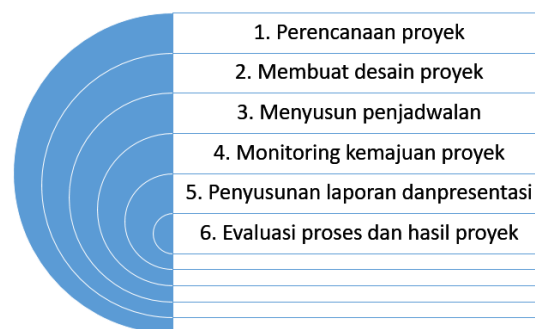 1. Perencanaan proyek
2. Membuat desain proyek
3. Menyusun penjadwalan
4. Monitoring kemajuan proyek
5. Penyusunan laporan danpresentasi
6. Evaluasi proses dan hasil proyek